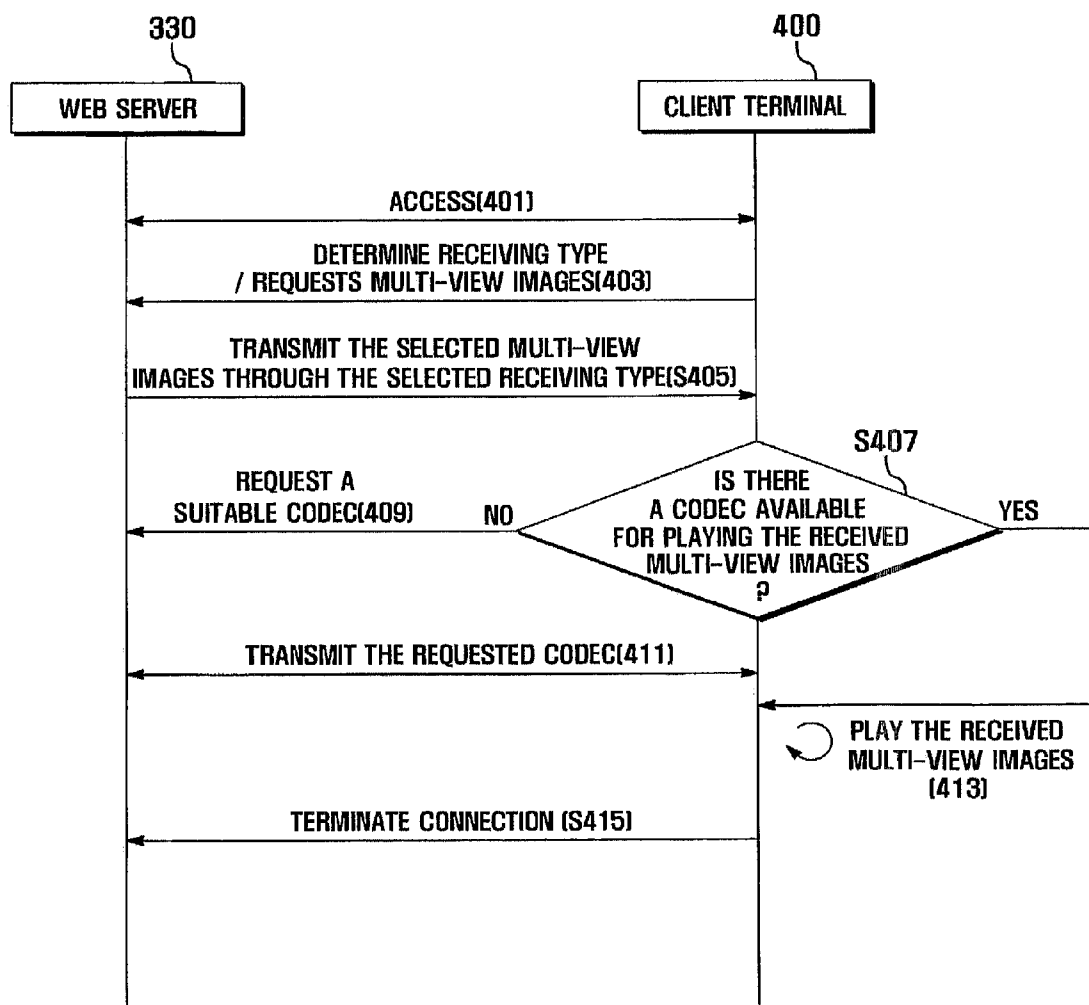 330
400
WEB SERVER
CLIENT TERMINAL
ACCESS(401)
DETERMINE RECEIVING TYPE
/ REQUESTS MULTI-VIEW IMAGES(403)
TRANSMIT THE SELECTED MULTI-VIEW
IMAGES THROUGH THE SELECTED RECEIVING TYPE(S405)
S407
IS THERE
A CODEC AVAILABLE
FOR PLAYING THE RECEIVED
MULTI-VIEW IMAGES
?
REQUEST A
SUITABLE CODEC(409)
NO
YES
TRANSMIT THE REQUESTED CODEC(411)
PLAY THE RECEIVED
MULTI-VIEW IMAGES
(413)
TERMINATE CONNECTION (S415)